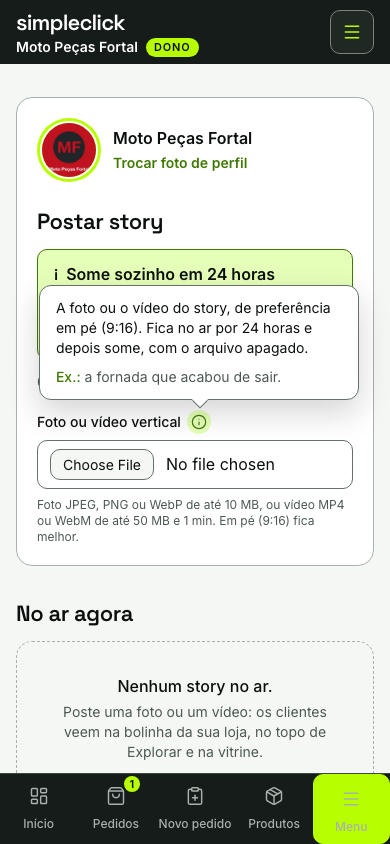 simpleclick
Moto Peças Fortal DONO
MF
Moto Peças Fortal
Trocar foto de perfil
Postar story
i Some sozinho em 24 horas
A foto ou o vídeo do story, de preferência
em pé (9:16). Fica no ar por 24 horas e
depois some, com o arquivo apagado.
Ex.: a fornada que acabou de sair.
Foto ou vídeo vertical
Choose File No file chosen
Foto JPEG, PNG ou WebP de até 10 MB, ou vídeo MP4
ou WebM de até 50 MB e 1 min. Em pé (9:16) fica
melhor.
No ar agora
Nenhum story no ar.
Poste uma foto ou um vídeo: os clientes
veem na bolinha da sua loja, no topo de
Explorar e na vitrine.
1
Início Pedidos Novo pedido Produtos Menu